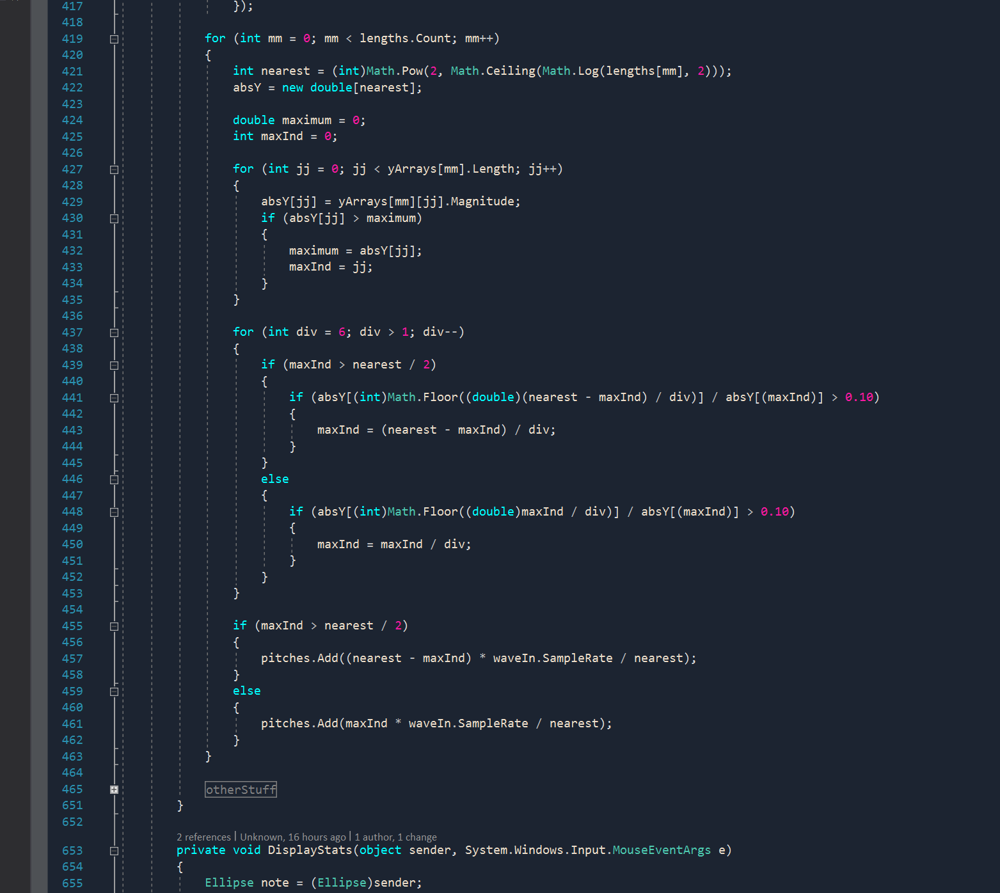 417 });
418
419 for (int mm = 0; mm < lengths.Count; mm++)
420 {
421 int nearest = (int)Math.Pow(2, Math.Ceiling(Math.Log(lengths[mm], 2)));
422 absY = new double[nearest];
423
424 double maximum = 0;
425 int maxInd = 0;
426
427 for (int jj = 0; jj < yArrays[mm].Length; jj++)
428 {
429 absY[jj] = yArrays[mm][jj].Magnitude;
430 if (absY[jj] > maximum)
431 {
432 maximum = absY[jj];
433 maxInd = jj;
434 }
435 }
436
437 for (int div = 6; div > 1; div--)
438 {
439 if (maxInd > nearest / 2)
440 {
441 if (absY[(int)Math.Floor((double)(nearest - maxInd) / div)] / absY[(maxInd)] > 0.10)
442 {
443 maxInd = (nearest - maxInd) / div;
444 }
445 }
446 else
447 {
448 if (absY[(int)Math.Floor((double)maxInd / div)] / absY[(maxInd)] > 0.10)
449 {
450 maxInd = maxInd / div;
451 }
452 }
453 }
454
455 if (maxInd > nearest / 2)
456 {
457 pitches.Add((nearest - maxInd) * waveIn.SampleRate / nearest);
458 }
459 else
460 {
461 pitches.Add(maxInd * waveIn.SampleRate / nearest);
462 }
463 }
464
465 otherStuff
651 }
652
2 references | Unknown, 16 hours ago | 1 author, 1 change
653 private void DisplayStats(object sender, System.Windows.Input.MouseEventArgs e)
654 {
655 Ellipse note = (Ellipse)sender;